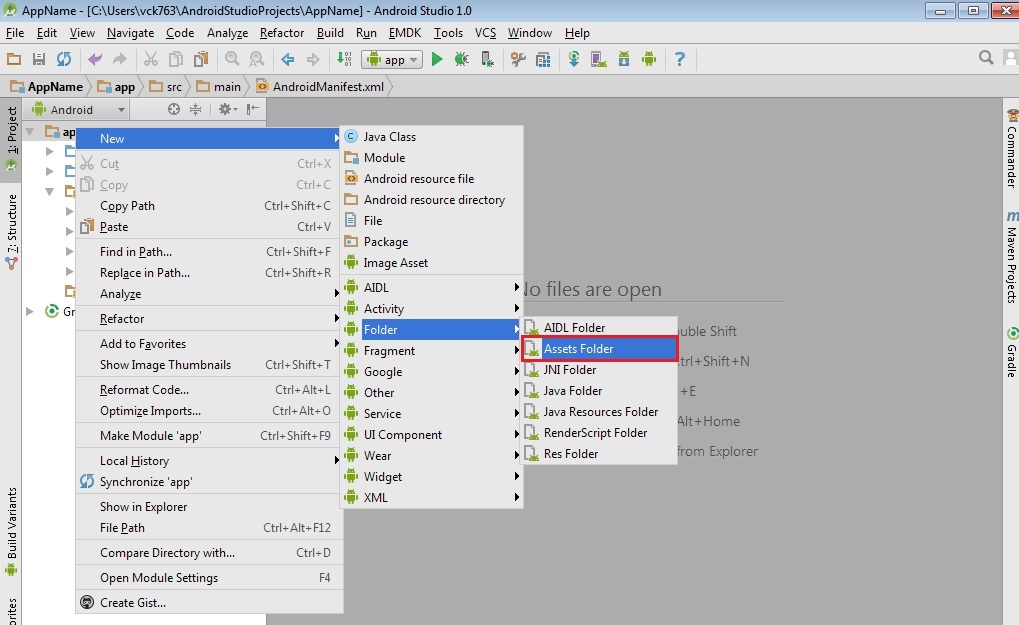 AppName - [C:\Users\vck763\AndroidStudioProjects\AppName] - Android Studio 1.0
File Edit View Navigate Code Analyze Refactor Build Run EMDK Tools VCS Window Help
app
AppName app src main AndroidManifest.xml
1: Project
7: Structure
Build Variants
Android
New
Cut Ctrl+X
Copy Ctrl+C
Copy Path Ctrl+Shift+C
Paste Ctrl+V
Find in Path... Ctrl+Shift+F
Replace in Path... Ctrl+Shift+R
Analyze
Refactor
Add to Favorites
Show Image Thumbnails Ctrl+Shift+T
Reformat Code... Ctrl+Alt+L
Optimize Imports... Ctrl+Alt+O
Make Module 'app' Ctrl+Shift+F9
Local History
Synchronize 'app'
Show in Explorer
File Path Ctrl+Alt+F12
Compare Directory with... Ctrl+D
Open Module Settings F4
Create Gist...
Java Class
Module
Android resource file
Android resource directory
File
Package
Image Asset
AIDL
Activity
Folder
Fragment
Google
Other
Service
UI Component
Wear
Widget
XML
AIDL Folder
Assets Folder
JNI Folder
Java Folder
Java Resources Folder
RenderScript Folder
Res Folder
No files are open
Shift
+Shift+N
+E
Alt+Home
from Explorer
Commander
Maven Projects
Gradle